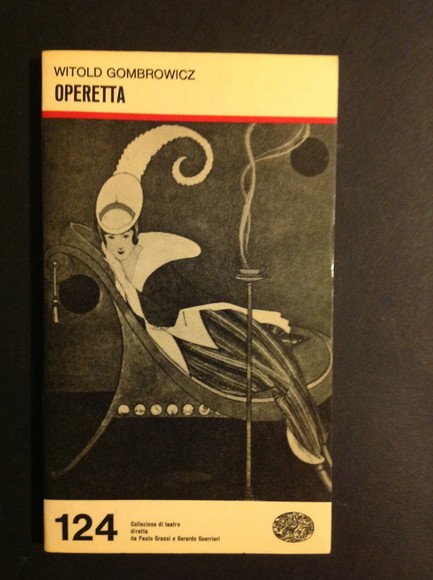 WITOLD GOMBROWICZ
OPERETTA
124
Collezione di teatro
diretta
da Paolo Grassi e Gerardo Guerrieri